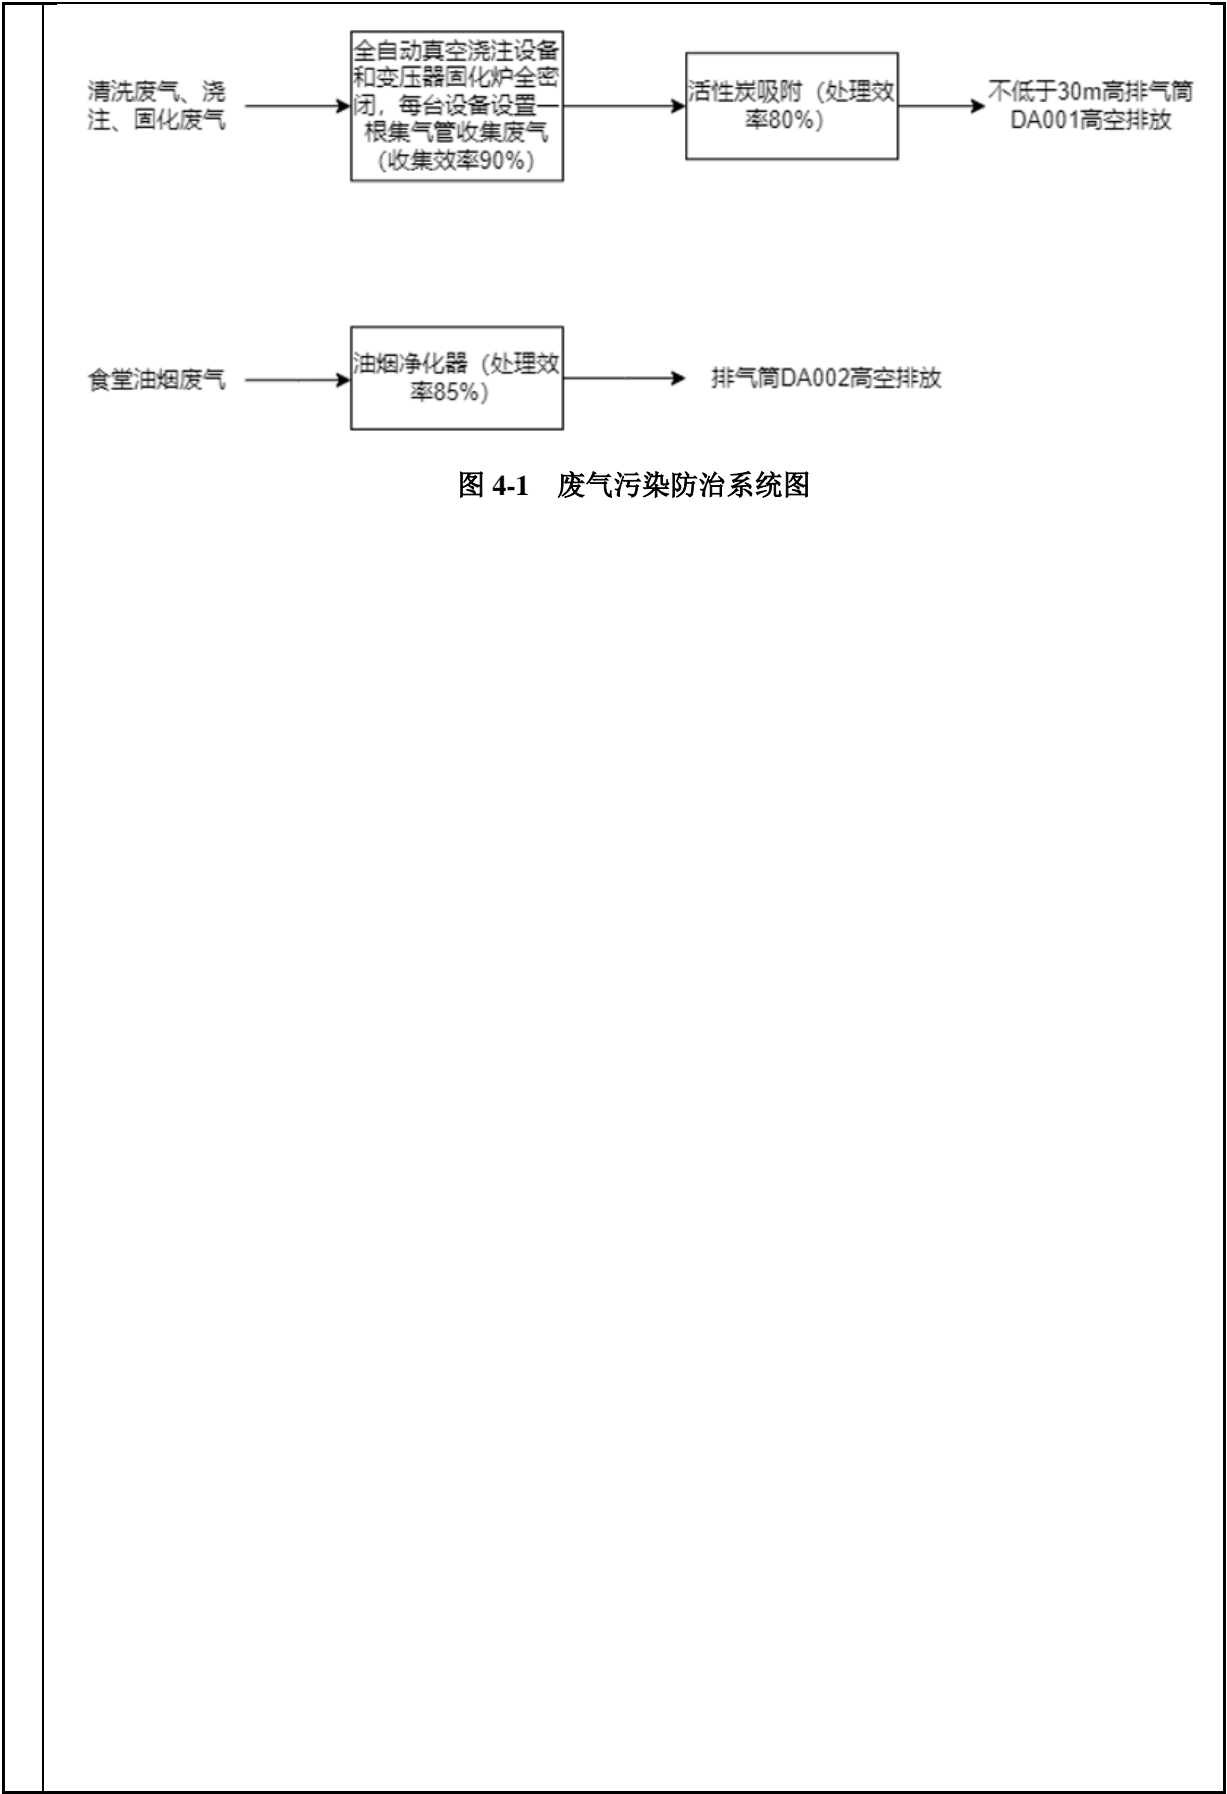 清洗废气、浇
注、固化废气
全自动真空浇注设备
和变压器固化炉全密
闭，每台设备设置一
根集气管收集废气
（收集效率90%）
活性炭吸附（处理效
率80%）
不低于30m高排气筒
DA001高空排放
食堂油烟废气
油烟净化器（处理效
率85%）
排气筒DA002高空排放
图 4-1 废气污染防治系统图